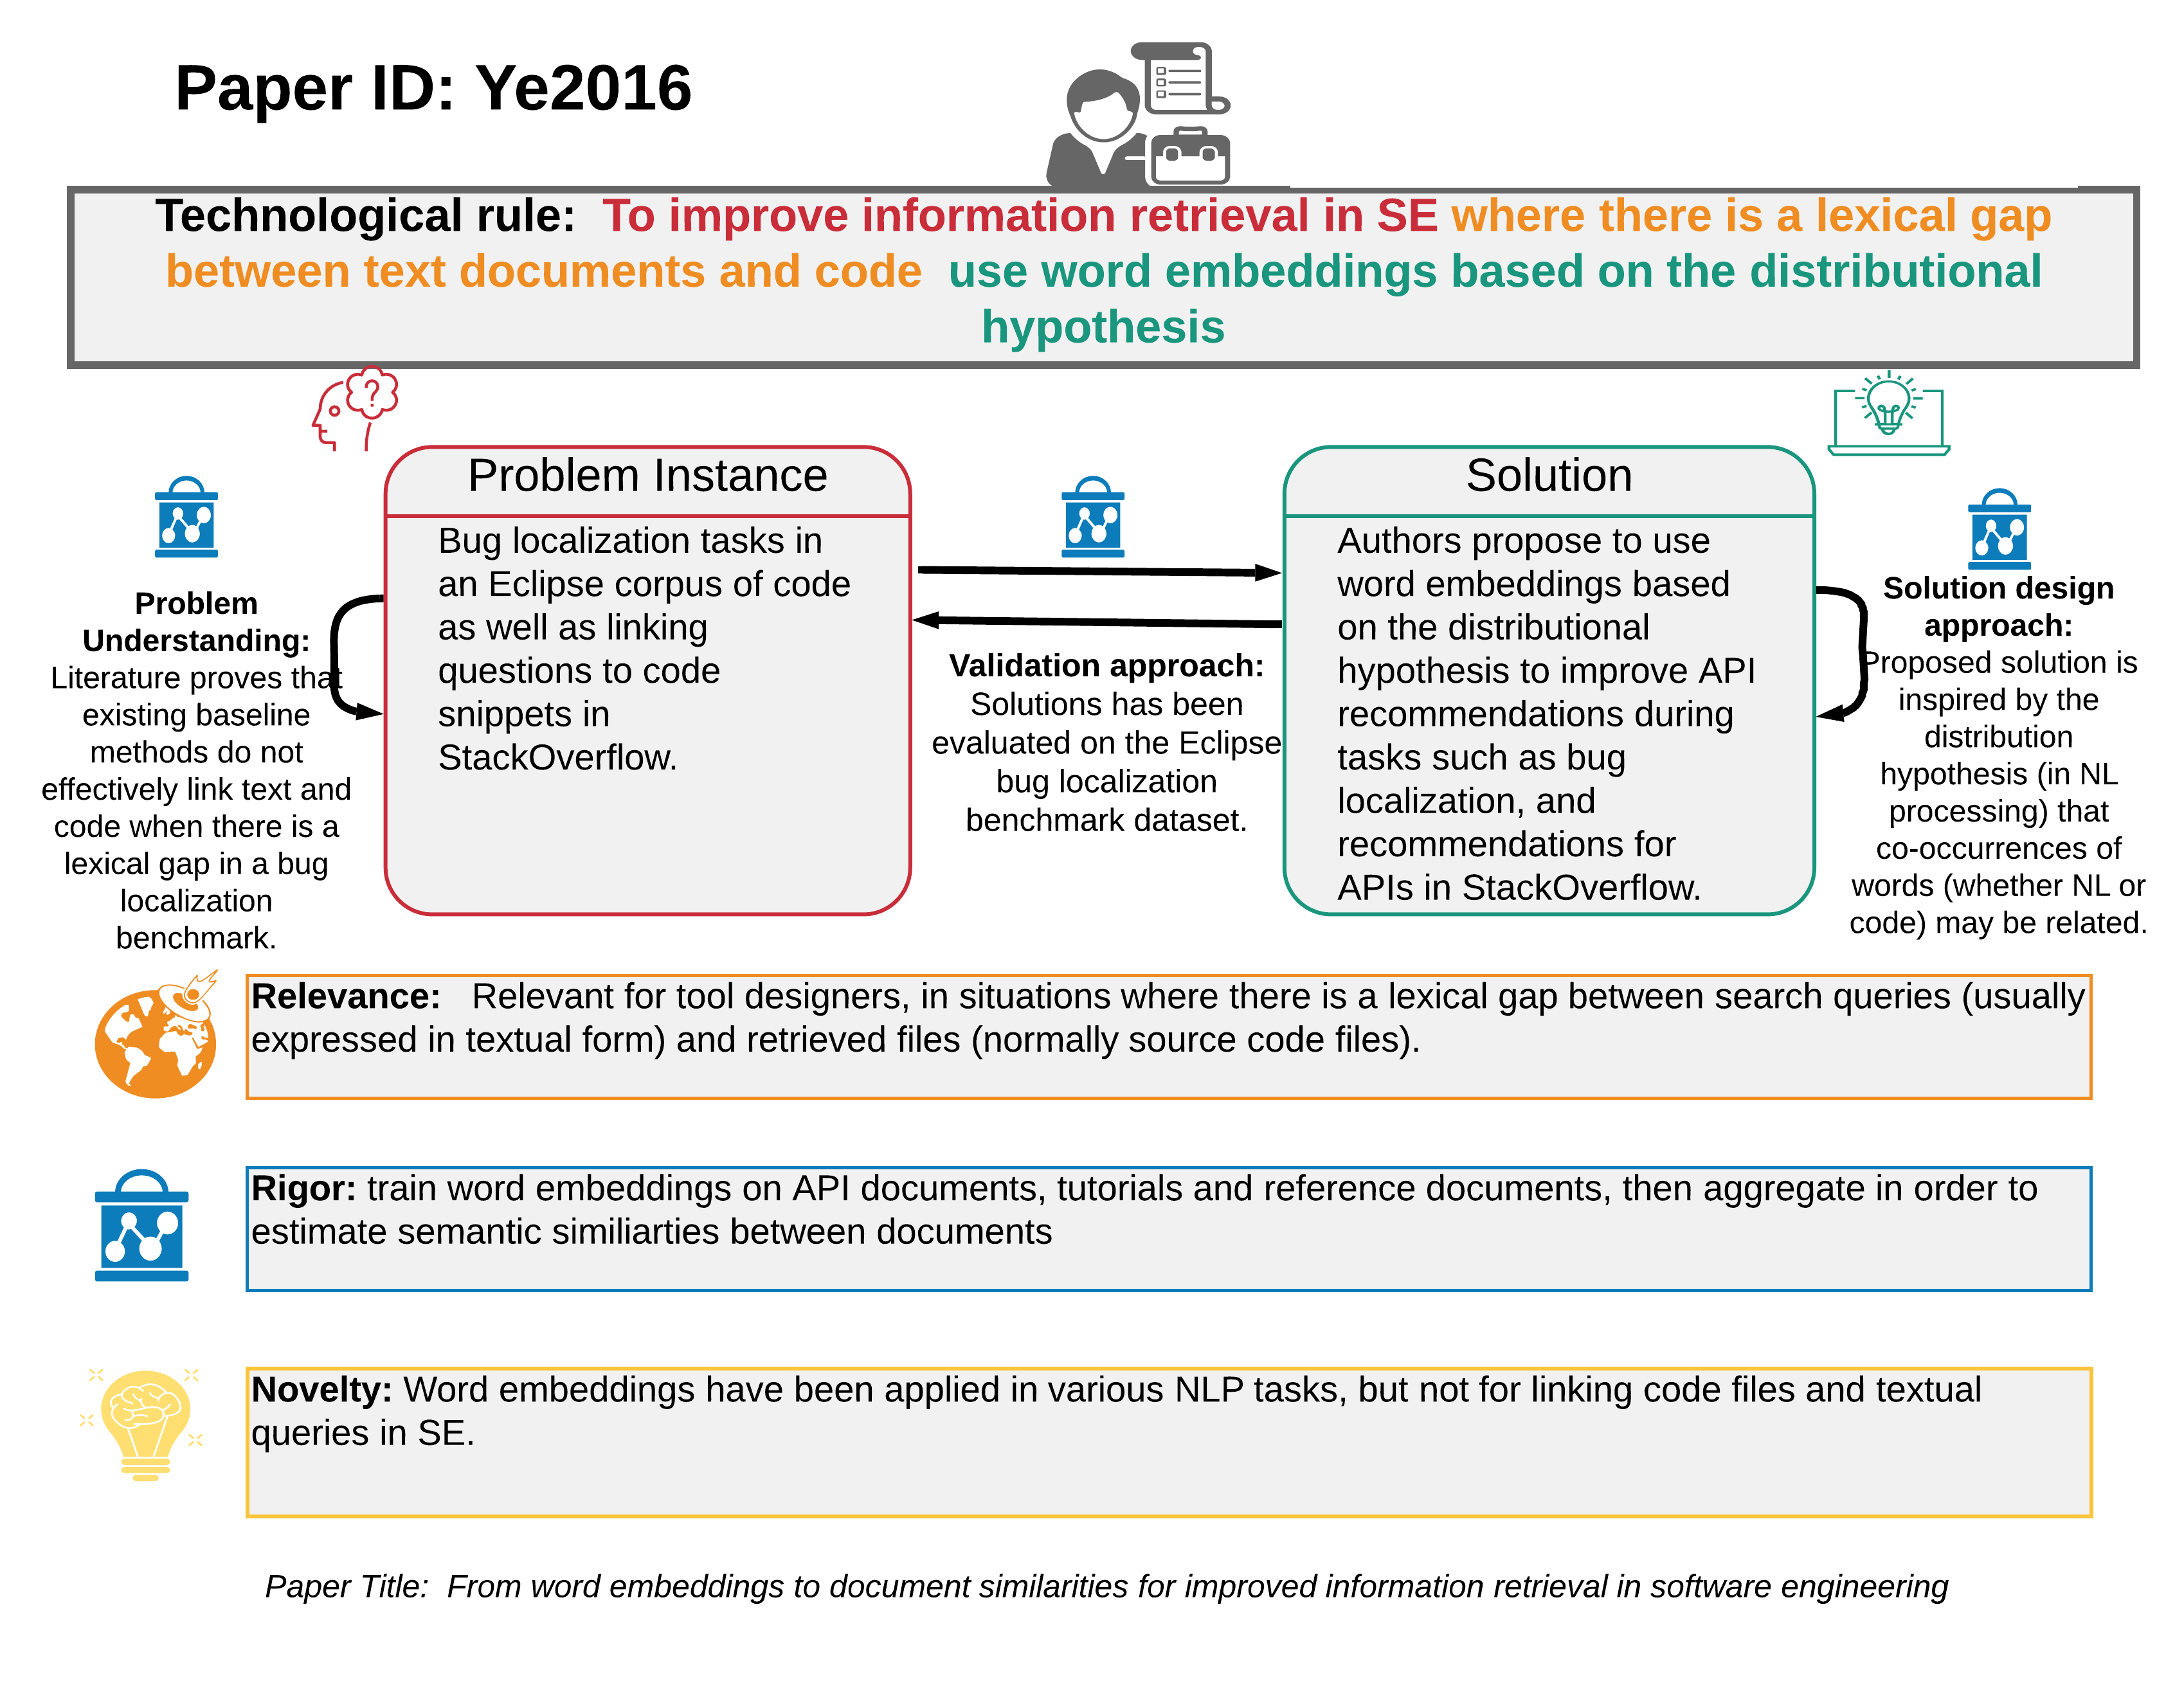 Paper ID: Ye2016
Technological rule: To improve information retrieval in SE where there is a lexical gap
between text documents and code use word embeddings based on the distributional
hypothesis
Problem
Understanding:
Literature proves that
existing baseline
methods do not
effectively link text and
code when there is a
lexical gap in a bug
localization
benchmark.
Problem Instance
Bug localization tasks in
an Eclipse corpus of code
as well as linking
questions to code
snippets in
StackOverflow.
Validation approach:
Solutions has been
evaluated on the Eclipse
bug localization
benchmark dataset.
Solution
Authors propose to use
word embeddings based
on the distributional
hypothesis to improve API
recommendations during
tasks such as bug
localization, and
recommendations for
APIs in StackOverflow.
Solution design
approach:
Proposed solution is
inspired by the
distribution
hypothesis (in NL
processing) that
co-occurrences of
words (whether NL or
code) may be related.
Relevance: Relevant for tool designers, in situations where there is a lexical gap between search queries (usually
expressed in textual form) and retrieved files (normally source code files).
Rigor: train word embeddings on API documents, tutorials and reference documents, then aggregate in order to
estimate semantic similiarties between documents
Novelty: Word embeddings have been applied in various NLP tasks, but not for linking code files and textual
queries in SE.
Paper Title: From word embeddings to document similarities for improved information retrieval in software engineering